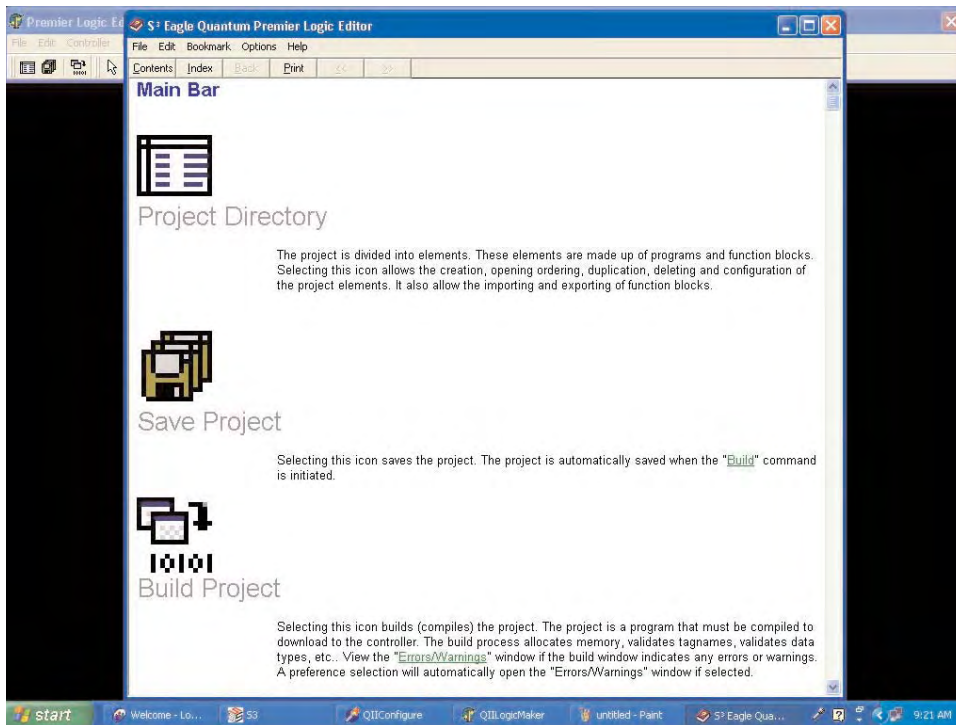 Premier Logic Ed
S³ Eagle Quantum Premier Logic Editor
File Edit Controller
File Edit Bookmark Options Help
Contents Index Back Print << >>
Main Bar
Project Directory
The project is divided into elements. These elements are made up of programs and function blocks.
Selecting this icon allows the creation, opening ordering, duplication, deleting and configuration of
the project elements. It also allow the importing and exporting of function blocks.
Save Project
Selecting this icon saves the project. The project is automatically saved when the "Build" command
is initiated.
10101
Build Project
Selecting this icon builds (compiles) the project. The project is a program that must be compiled to
download to the controller. The build process allocates memory, validates tagnames, validates data
types, etc.. View the "Errors/Warnings" window if the build window indicates any errors or warnings.
A preference selection will automatically open the "Errors/Warnings" window if selected.
start Welcome - Lo... S3 QIIConfigure QIILogicMaker untitled - Paint S³ Eagle Qua... 9:21 AM